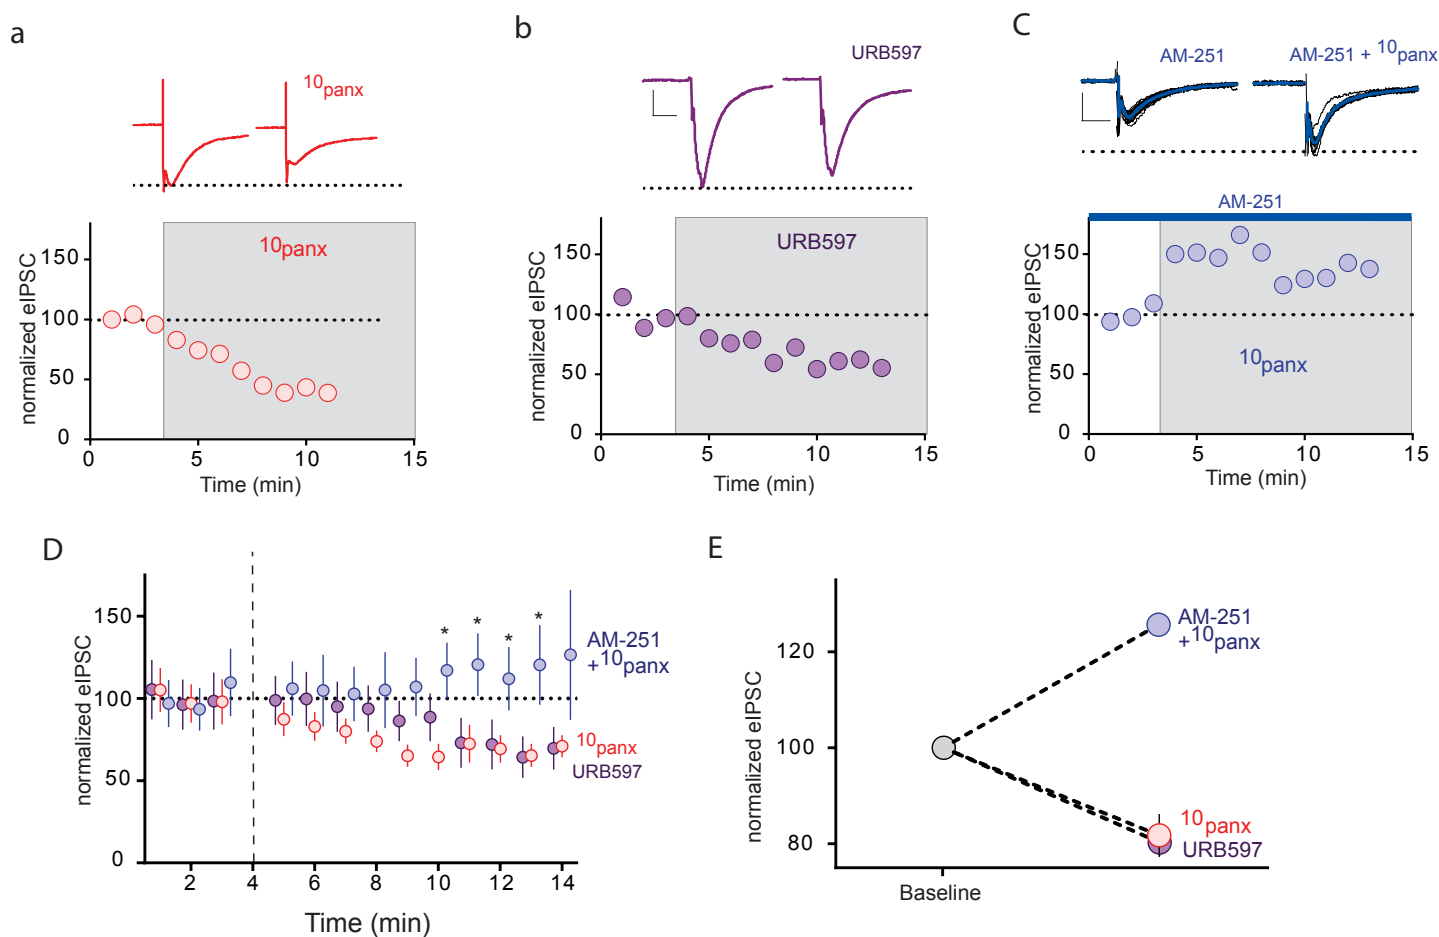 a
10panx
normalized eIPSC
150
100
50
0
10panx
0
5
10
15
Time (min)
b
URB597
normalized eIPSC
150
100
50
0
URB597
0
5
10
15
Time (min)
C
AM-251
AM-251 + 10panx
AM-251
normalized eIPSC
150
100
50
0
10panx
0
5
10
15
Time (min)
D
normalized eIPSC
150
100
50
0
* * * *
AM-251
+10panx
10panx
URB597
2
4
6
8
10
12
14
Time (min)
E
normalized eIPSC
120
100
80
AM-251
+10panx
10panx
URB597
Baseline